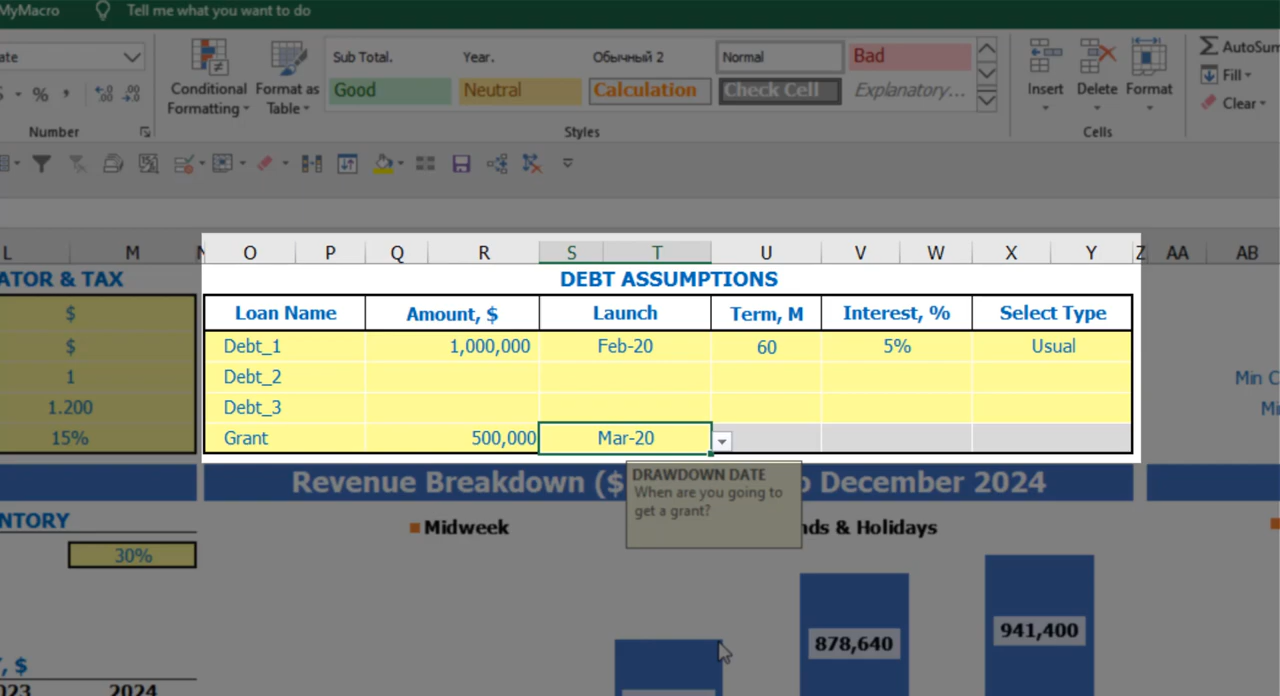 MyMacro Tell me what you want to do
Sub Total. Year. Обычный 2 Normal Bad
Good Neutral Calculation Check Cell Explanatory...
Conditional Formatting Format as Table
Insert Delete Format
AutoSum
Fill
Clear
Number Styles Cells
L M N O P Q R S T U V W X Y Z AA AB
ATOR & TAX DEBT ASSUMPTIONS
$ Loan Name Amount, $ Launch Term, M Interest, % Select Type
$ Debt_1 1,000,000 Feb-20 60 5% Usual
1 Debt_2 Min C
1.200 Debt_3
15% Grant 500,000 Mar-20
Revenue Breakdown ($ December 2024
DRAWDOWN DATE
When are you going to
get a grant?
NTORY Midweek nds & Holidays
30%
878,640 941,400
, $
023 2024